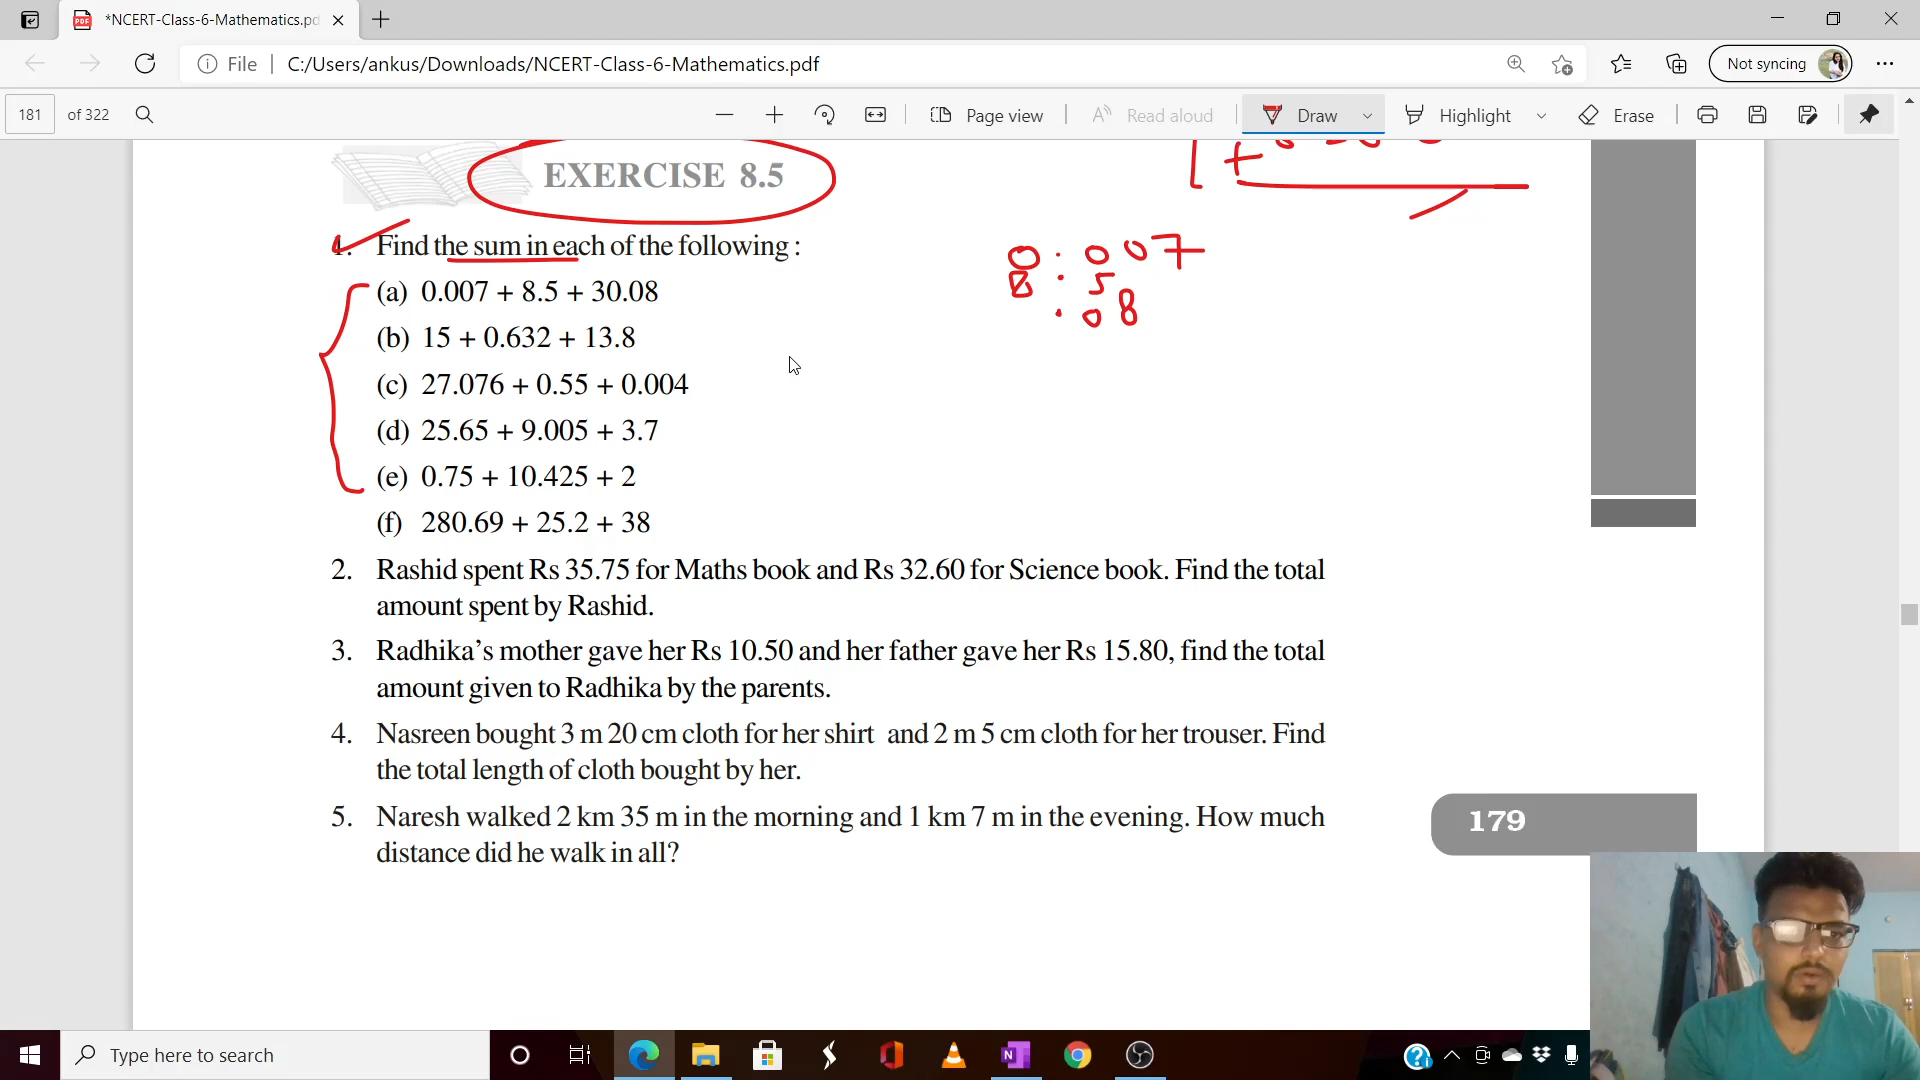 *NCERT-Class-6-Mathematics.pd
File | C:/Users/ankus/Downloads/NCERT-Class-6-Mathematics.pdf
Not syncing
181 of 322
Page view
Read aloud
Draw
Highlight
Erase
EXERCISE 8.5
1. Find the sum in each of the following :
0.007
8.5
.08
(a) 0.007 + 8.5 + 30.08
(b) 15 + 0.632 + 13.8
(c) 27.076 + 0.55 + 0.004
(d) 25.65 + 9.005 + 3.7
(e) 0.75 + 10.425 + 2
(f) 280.69 + 25.2 + 38
2. Rashid spent Rs 35.75 for Maths book and Rs 32.60 for Science book. Find the total
amount spent by Rashid.
3. Radhika’s mother gave her Rs 10.50 and her father gave her Rs 15.80, find the total
amount given to Radhika by the parents.
4. Nasreen bought 3 m 20 cm cloth for her shirt and 2 m 5 cm cloth for her trouser. Find
the total length of cloth bought by her.
5. Naresh walked 2 km 35 m in the morning and 1 km 7 m in the evening. How much
distance did he walk in all?
179
Type here to search